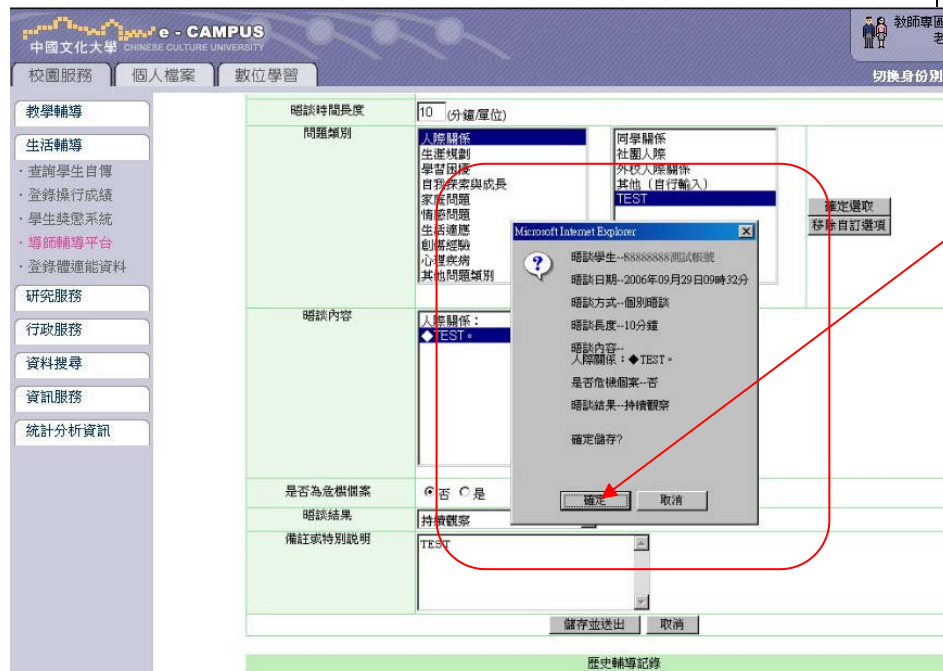 e - CAMPUS
中國文化大學 CHINESE CULTURE UNIVERSITY
教師專區
老
校園服務
個人檔案
數位學習
切換身份別
教學輔導
生活輔導
·查詢學生自傳
·登錄操行成績
·學生獎懲系統
·導師輔導平台
·登錄體適能資料
研究服務
行政服務
資料搜尋
資訊服務
統計分析資訊
晤談時間長度
10 (分鐘/單位)
問題類別
人際關係
生涯規劃
學習困擾
自我探索與成長
家庭問題
情感問題
生活適應
創傷經驗
心理疾病
其他問題類別
同學關係
社團人際
外校人際關係
其他（自行輸入）
TEST
確定選取
移除自訂選項
晤談內容
人際關係：
◆TEST。
Microsoft Internet Explorer
晤談學生--88888888測試帳號
晤談日期--2006年09月29日09時32分
晤談方式--個別晤談
晤談長度--10分鐘
晤談內容--
人際關係：◆TEST。
是否危機個案--否
晤談結果--持續觀察
確定儲存?
確定
取消
是否為危機個案
否
是
晤談結果
持續觀察
備註或特別說明
TEST
儲存並送出
取消
歷史輔導記錄